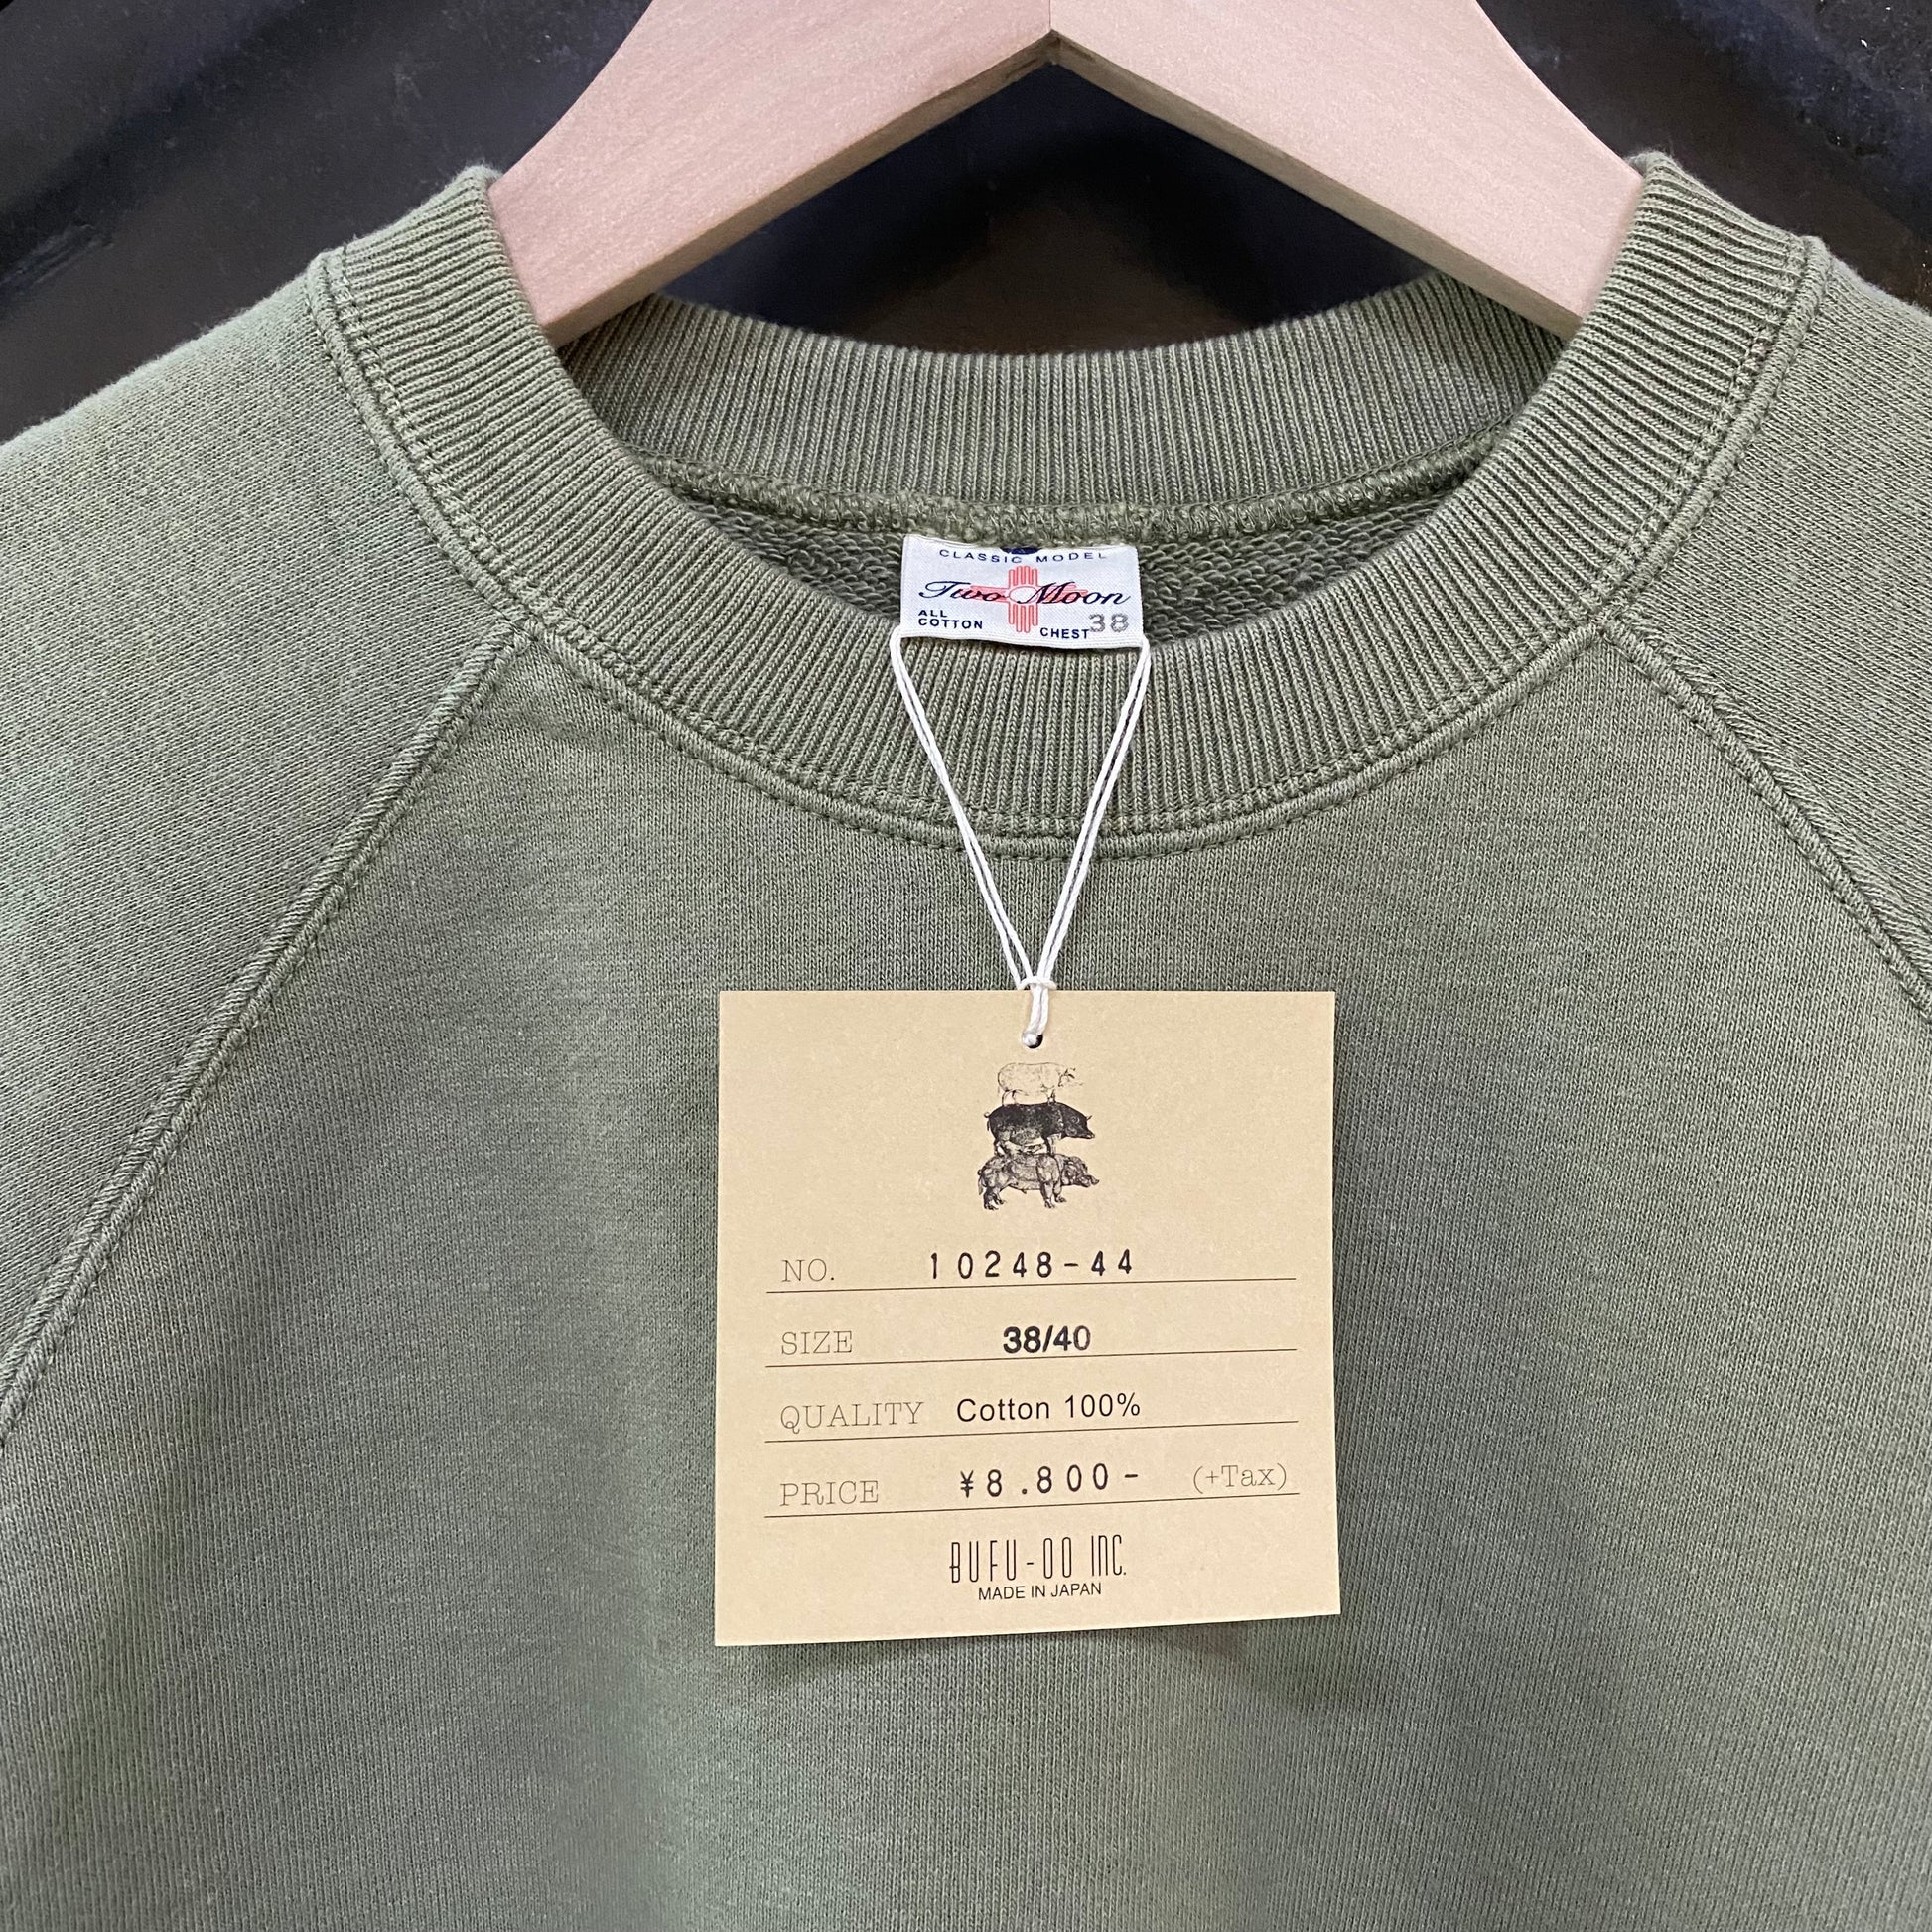 CLASSIC MODEL
Two Moon
ALL
COTTON
CHEST 38
NO. 10248-44
SIZE 38/40
QUALITY Cotton 100%
PRICE ¥8.800- (+Tax)
BUFU-OO INC.
MADE IN JAPAN